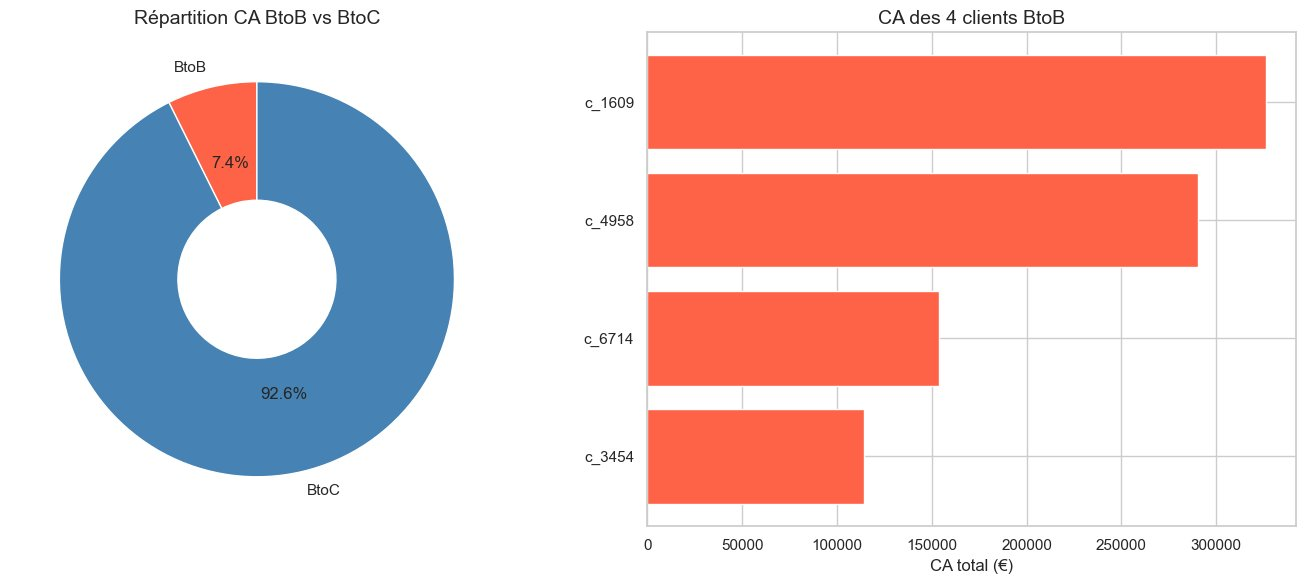 Répartition CA BtoB vs BtoC
BtoB
7.4%
92.6%
BtoC
CA des 4 clients BtoB
c_1609
c_4958
c_6714
c_3454
0 50000 100000 150000 200000 250000 300000
CA total (€)